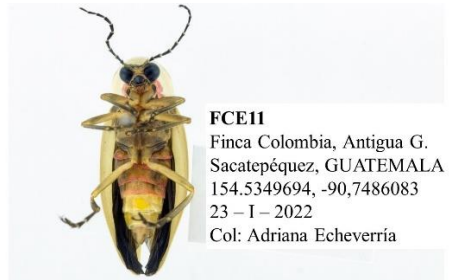 FCE11
Finca Colombia, Antigua G.
Sacatepéquez, GUATEMALA
154.5349694, -90,7486083
23 – I – 2022
Col: Adriana Echeverría